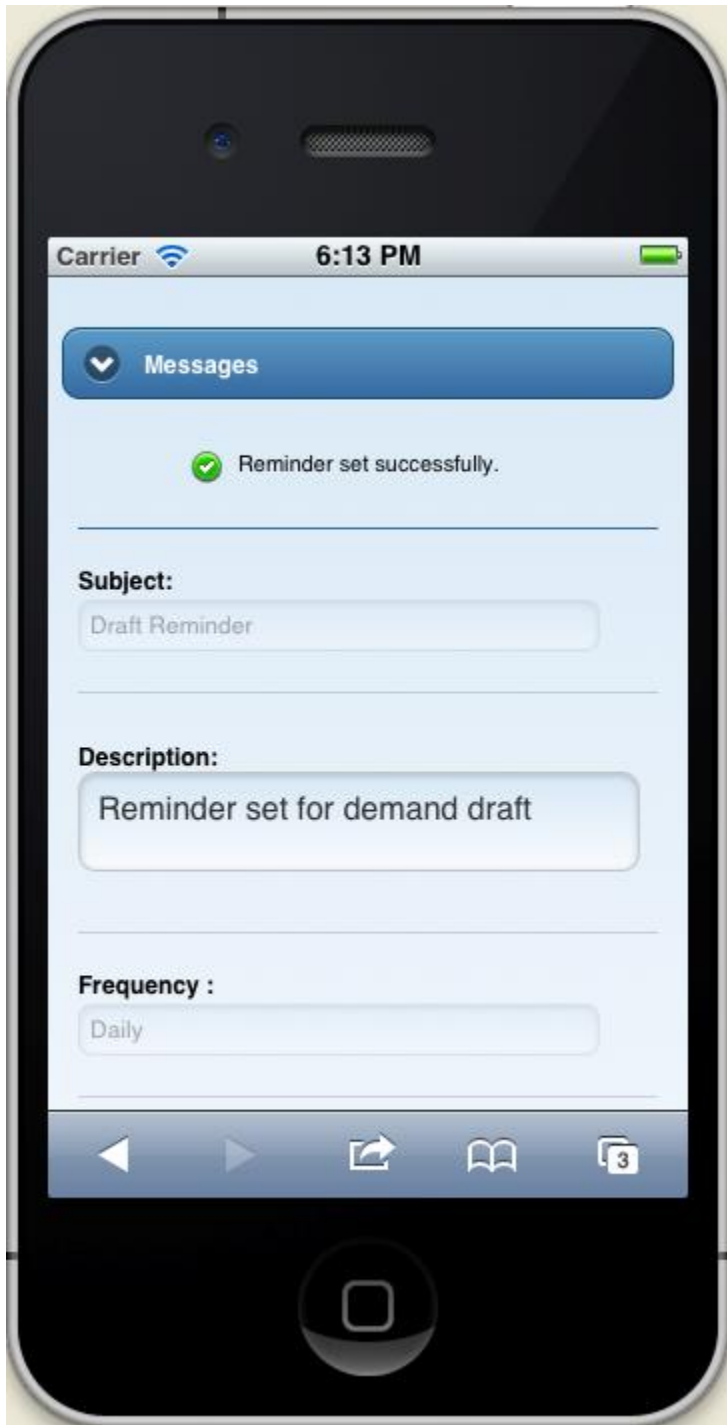 Carrier 6:13 PM
Messages
Reminder set successfully.
Subject:
Draft Reminder
Description:
Reminder set for demand draft
Frequency :
Daily
3